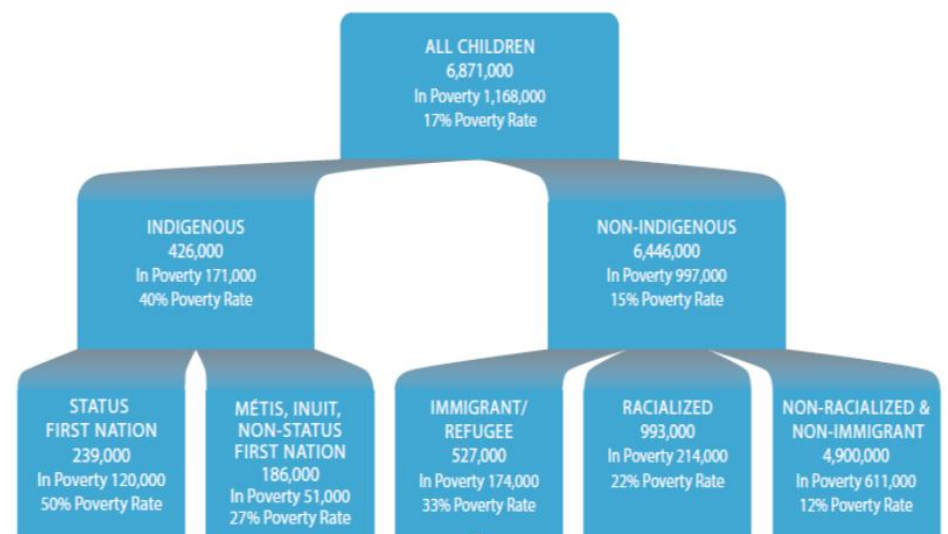 ALL CHILDREN
6,871,000
In Poverty 1,168,000
17% Poverty Rate
INDIGENOUS
426,000
In Poverty 171,000
40% Poverty Rate
NON-INDIGENOUS
6,446,000
In Poverty 997,000
15% Poverty Rate
STATUS
FIRST NATION
239,000
In Poverty 120,000
50% Poverty Rate
MÉTIS, INUIT,
NON-STATUS
FIRST NATION
186,000
In Poverty 51,000
27% Poverty Rate
IMMIGRANT/
REFUGEE
527,000
In Poverty 174,000
33% Poverty Rate
RACIALIZED
993,000
In Poverty 214,000
22% Poverty Rate
NON-RACIALIZED &
NON-IMMIGRANT
4,900,000
In Poverty 611,000
12% Poverty Rate